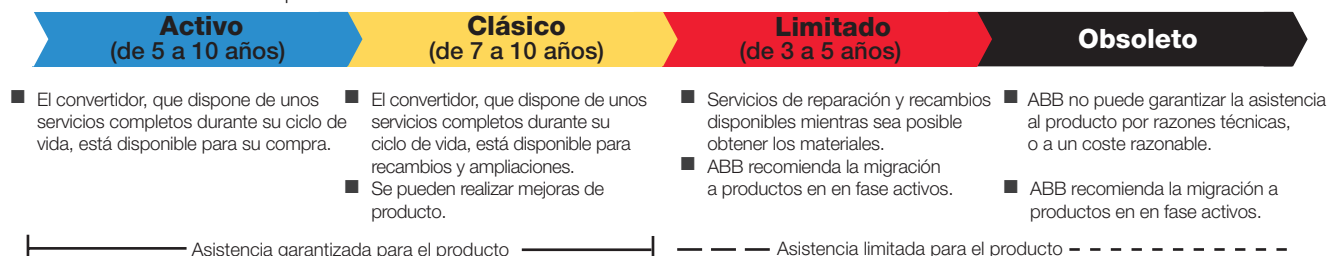 Activo
(de 5 a 10 años)
Clásico
(de 7 a 10 años)
Limitado
(de 3 a 5 años)
Obsoleto
■ El convertidor, que dispone de unos
servicios completos durante su ciclo de
vida, está disponible para su compra.
■ El convertidor, que dispone de unos
servicios completos durante su
ciclo de vida, está disponible para
recambios y ampliaciones.
■ Se pueden realizar mejoras de
producto.
■ Servicios de reparación y recambios
disponibles mientras sea posible
obtener los materiales.
■ ABB recomienda la migración
a productos en en fase activos.
■ ABB no puede garantizar la asistencia
al producto por razones técnicas,
o a un coste razonable.
■ ABB recomienda la migración a
productos en en fase activos.
Asistencia garantizada para el producto
Asistencia limitada para el producto